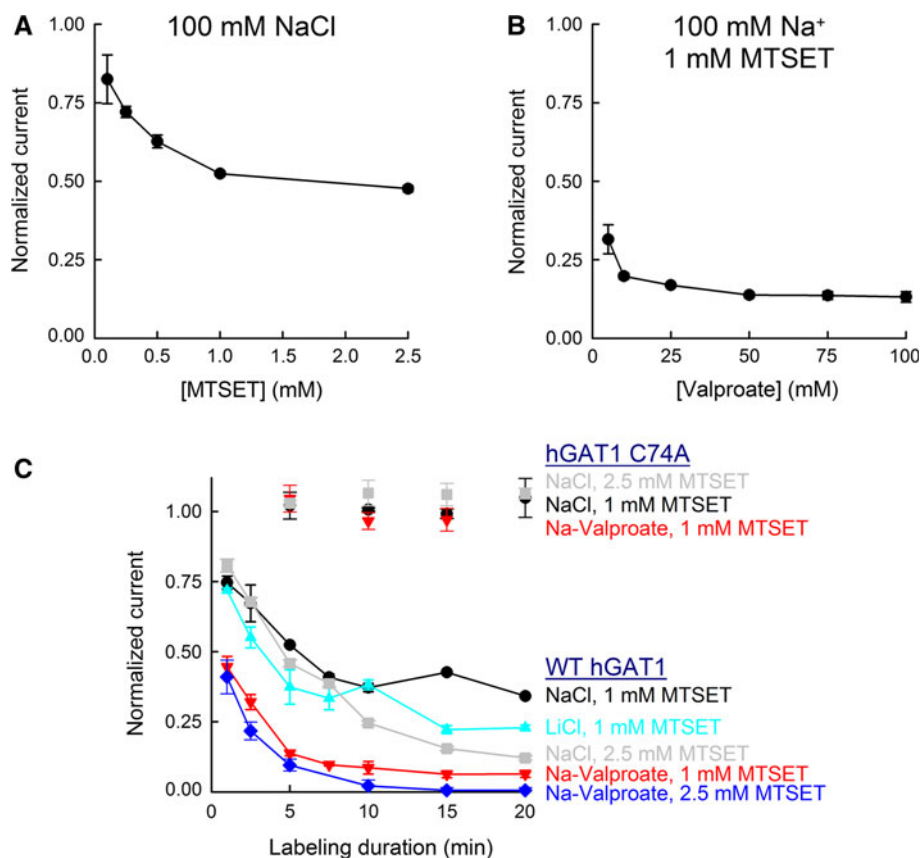 A
100 mM NaCl
Normalized current
1.00
0.75
0.50
0.25
0.00
0.0 0.5 1.0 1.5 2.0 2.5
[MTSET] (mM)
B
100 mM Na⁺
1 mM MTSET
Normalized current
1.00
0.75
0.50
0.25
0.00
0 25 50 75 100
[Valproate] (mM)
C
Normalized current
1.00
0.75
0.50
0.25
0.00
0 5 10 15 20
Labeling duration (min)
hGAT1 C74A
NaCl, 2.5 mM MTSET
NaCl, 1 mM MTSET
Na-Valproate, 1 mM MTSET
WT hGAT1
NaCl, 1 mM MTSET
LiCl, 1 mM MTSET
NaCl, 2.5 mM MTSET
Na-Valproate, 1 mM MTSET
Na-Valproate, 2.5 mM MTSET